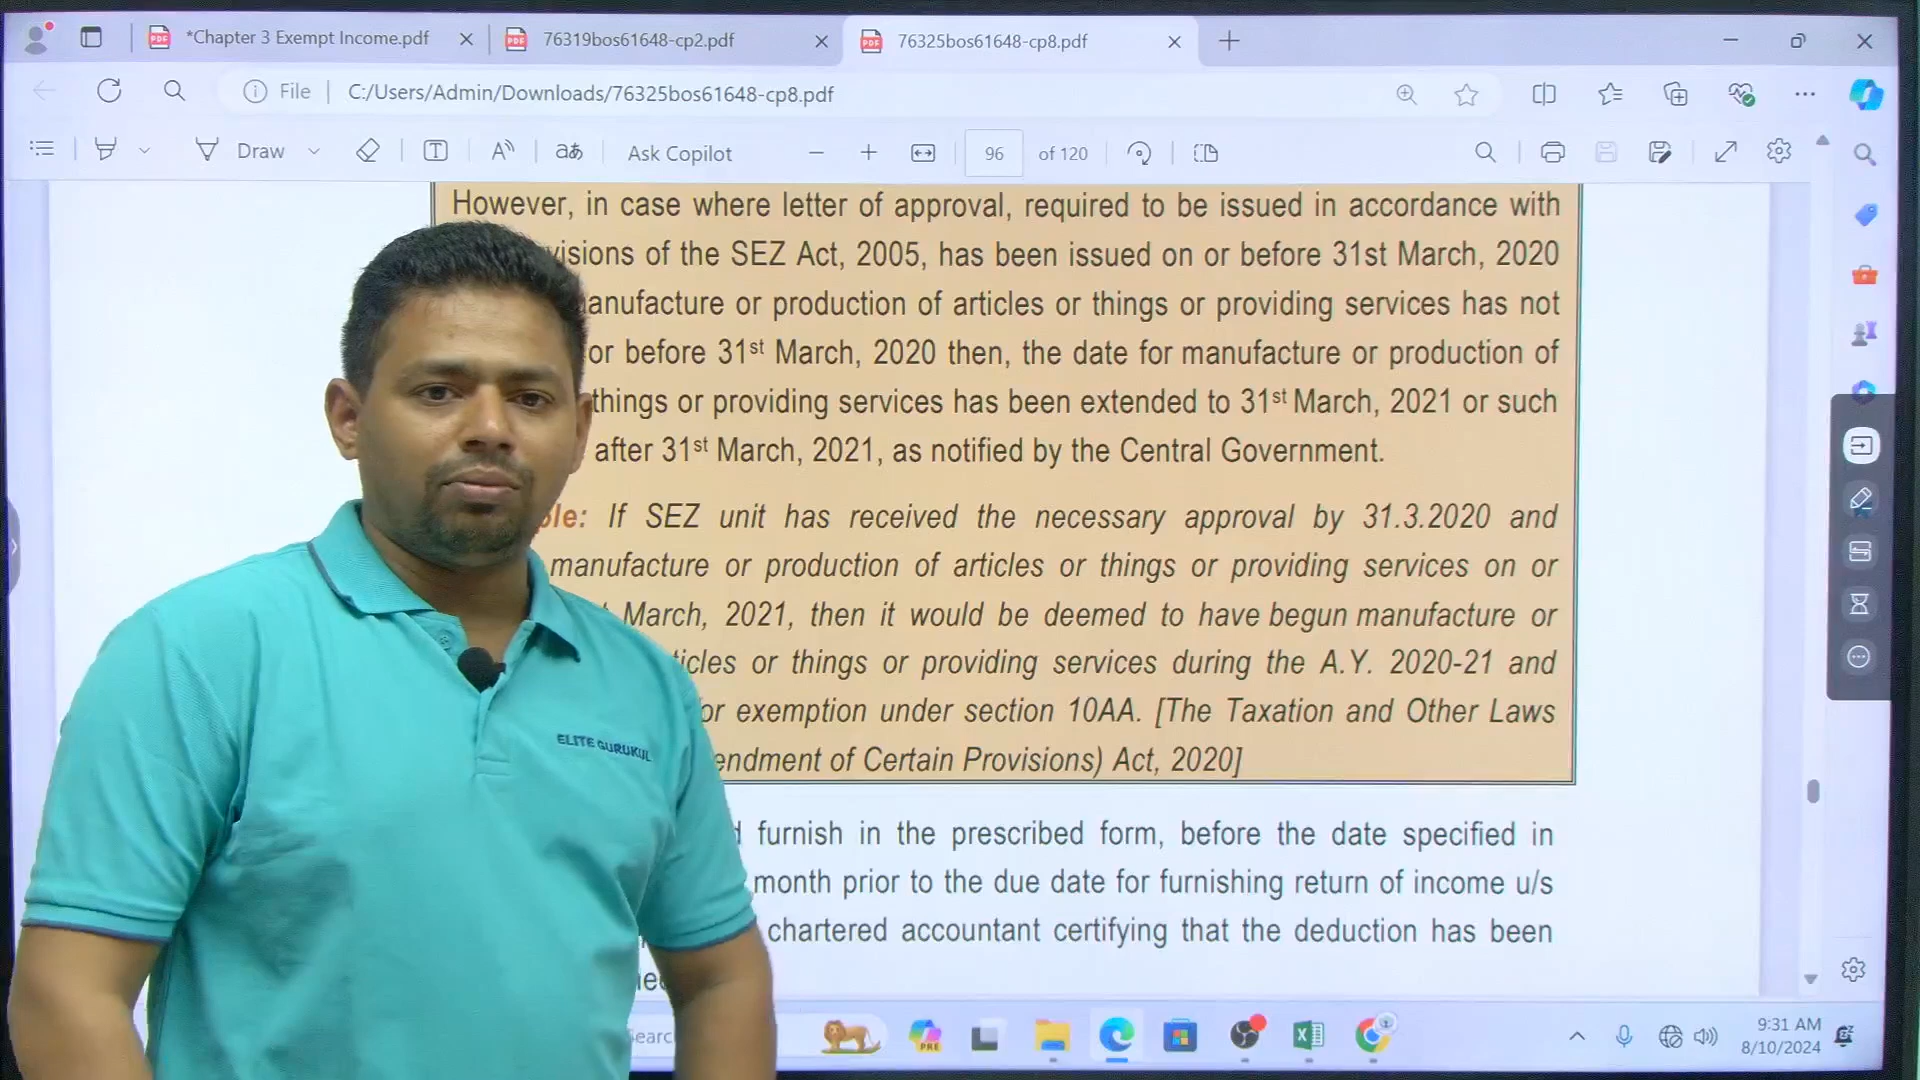 *Chapter 3 Exempt Income.pdf
76319bos61648-cp2.pdf
76325bos61648-cp8.pdf
File
C:/Users/Admin/Downloads/76325bos61648-cp8.pdf
Draw
Ask Copilot
96 of 120
However, in case where letter of approval, required to be issued in accordance with
of the SEZ Act, 2005, has been issued on or before 31st March, 2020
or production of articles or things or providing services has not
or before 31st March, 2020 then, the date for manufacture or production of
things or providing services has been extended to 31st March, 2021 or such
after 31st March, 2021, as notified by the Central Government.
If SEZ unit has received the necessary approval by 31.3.2020 and
manufacture or production of articles or things or providing services on or
March, 2021, then it would be deemed to have begun manufacture or
or things or providing services during the A.Y. 2020-21 and
or exemption under section 10AA. [The Taxation and Other Laws
of Certain Provisions) Act, 2020]
furnish in the prescribed form, before the date specified in
month prior to the due date for furnishing return of income u/s
chartered accountant certifying that the deduction has been
ELITE GURUKUL
PRE
9:31 AM
8/10/2024